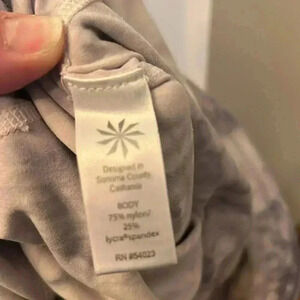 Designed in
Sonoma County
California
BODY
75% nylon/
25%
lycra®spandex
RN #54023